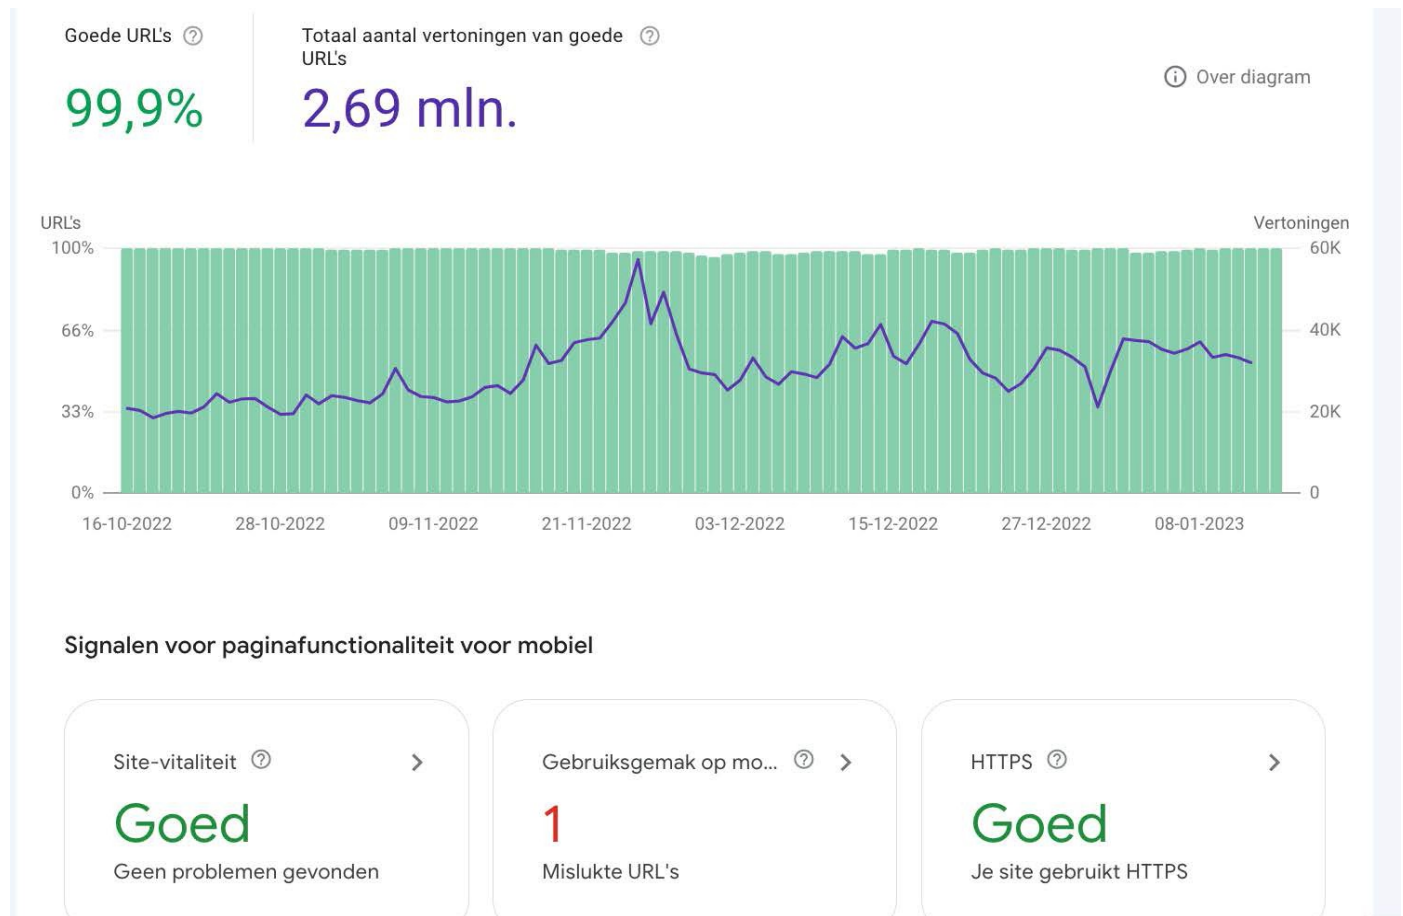 Goede URL's
Totaal aantal vertoningen van goede
URL's
99,9%
2,69 mln.
Over diagram
URL's
Vertoningen
100%
60K
66%
40K
33%
20K
0%
0
16-10-2022
28-10-2022
09-11-2022
21-11-2022
03-12-2022
15-12-2022
27-12-2022
08-01-2023
Signalen voor paginafunctionaliteit voor mobiel
Site-vitaliteit
Goed
Geen problemen gevonden
Gebruiksgemak op mo...
1
Mislukte URL's
HTTPS
Goed
Je site gebruikt HTTPS